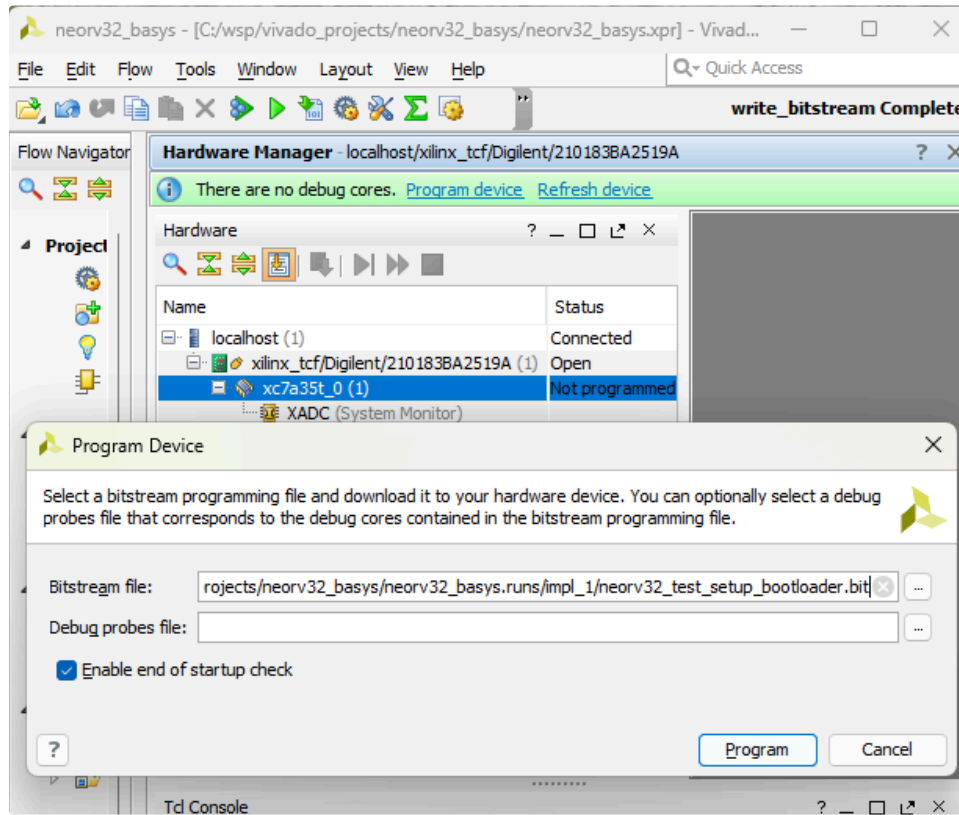 neorv32_basys - [C:/wsp/vivado_projects/neorv32_basys/neorv32_basys.xpr] - Vivad...
File Edit Flow Tools Window Layout View Help
Q- Quick Access
write_bitstream Complete
Flow Navigator
Hardware Manager - localhost/xilinx_tcf/Digilent/210183BA2519A ?
There are no debug cores. Program device Refresh device
Hardware ?
Project
Name Status
localhost (1) Connected
xilinx_tcf/Digilent/210183BA2519A (1) Open
xc7a35t_0 (1) Not programmed
XADC (System Monitor)
Program Device
Select a bitstream programming file and download it to your hardware device. You can optionally select a debug
probes file that corresponds to the debug cores contained in the bitstream programming file.
Bitstream file: rojects/neorv32_basys/neorv32_basys.runs/impl_1/neorv32_test_setup_bootloader.bit ...
Debug probes file: ...
Enable end of startup check
? Program Cancel
Tcl Console ?